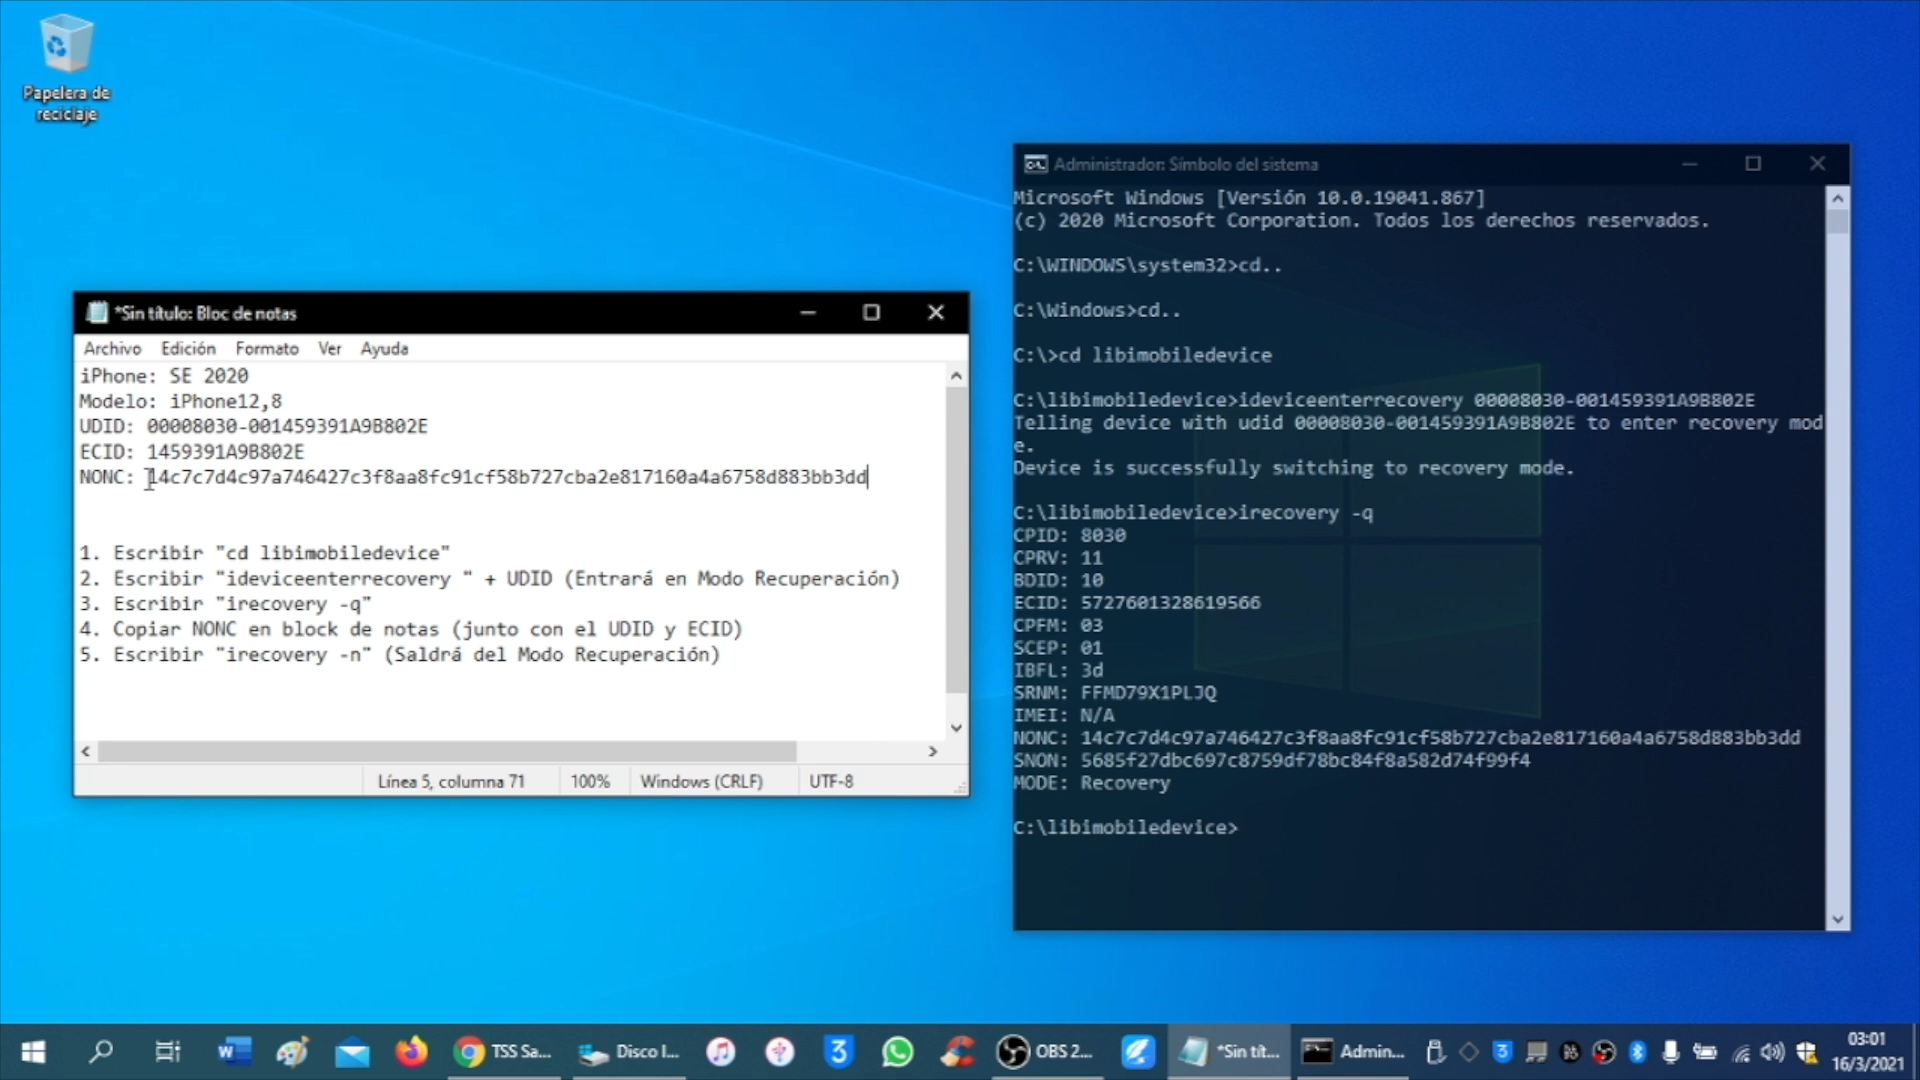 Papelera de
reciclaje
*Sin título: Bloc de notas
Archivo Edición Formato Ver Ayuda
iPhone: SE 2020
Modelo: iPhone12,8
UDID: 00008030-001459391A9B802E
ECID: 1459391A9B802E
NONC: 14c7c7d4c97a746427c3f8aa8fc91cf58b727cba2e817160a4a6758d883bb3dd
1. Escribir "cd libimobiledevice"
2. Escribir "ideviceenterrecovery " + UDID (Entrará en Modo Recuperación)
3. Escribir "irecovery -q"
4. Copiar NONC en block de notas (junto con el UDID y ECID)
5. Escribir "irecovery -n" (Saldrá del Modo Recuperación)
Línea 5, columna 71 100% Windows (CRLF) UTF-8
Administrador: Símbolo del sistema
Microsoft Windows [Versión 10.0.19041.867]
(c) 2020 Microsoft Corporation. Todos los derechos reservados.
C:\WINDOWS\system32>cd..
C:\Windows>cd..
C:\>cd libimobiledevice
C:\libimobiledevice>ideviceenterrecovery 00008030-001459391A9B802E
Telling device with udid 00008030-001459391A9B802E to enter recovery mod
e.
Device is successfully switching to recovery mode.
C:\libimobiledevice>irecovery -q
CPID: 8030
CPRV: 11
BDID: 10
ECID: 5727601328619566
CPFM: 03
SCEP: 01
IBFL: 3d
SRNM: FFMD79X1PLJQ
IMEI: N/A
NONC: 14c7c7d4c97a746427c3f8aa8fc91cf58b727cba2e817160a4a6758d883bb3dd
SNON: 5685f27dbc697c8759df78bc84f8a582d74f99f4
MODE: Recovery
C:\libimobiledevice>
TSS Sa... Disco l... OBS 2... *Sin tít... Admin... 03:01
16/3/2021